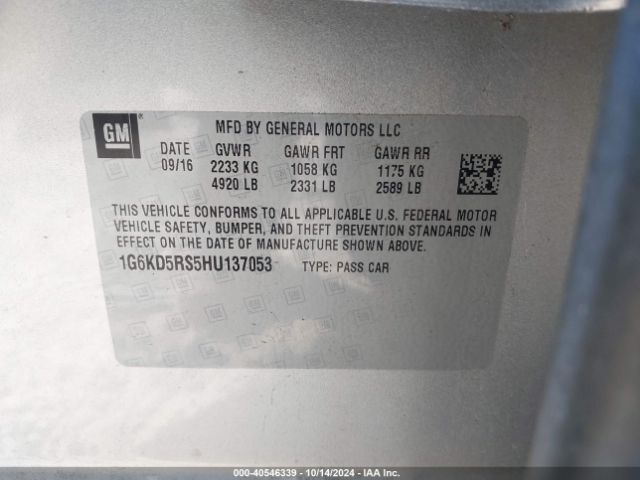 GM ®
MFD BY GENERAL MOTORS LLC
DATE GVWR GAWR FRT GAWR RR
09/16 2233 KG 1058 KG 1175 KG
4920 LB 2331 LB 2589 LB
THIS VEHICLE CONFORMS TO ALL APPLICABLE U.S. FEDERAL MOTOR
VEHICLE SAFETY, BUMPER, AND THEFT PREVENTION STANDARDS IN
EFFECT ON THE DATE OF MANUFACTURE SHOWN ABOVE.
1G6KD5RS5HU137053 TYPE: PASS CAR
000-40546339 | 10/14/2024 | IAA Inc.